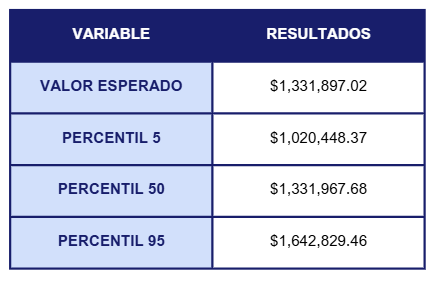 VARIABLE RESULTADOS
VALOR ESPERADO $1,331,897.02
PERCENTIL 5 $1,020,448.37
PERCENTIL 50 $1,331,967.68
PERCENTIL 95 $1,642,829.46